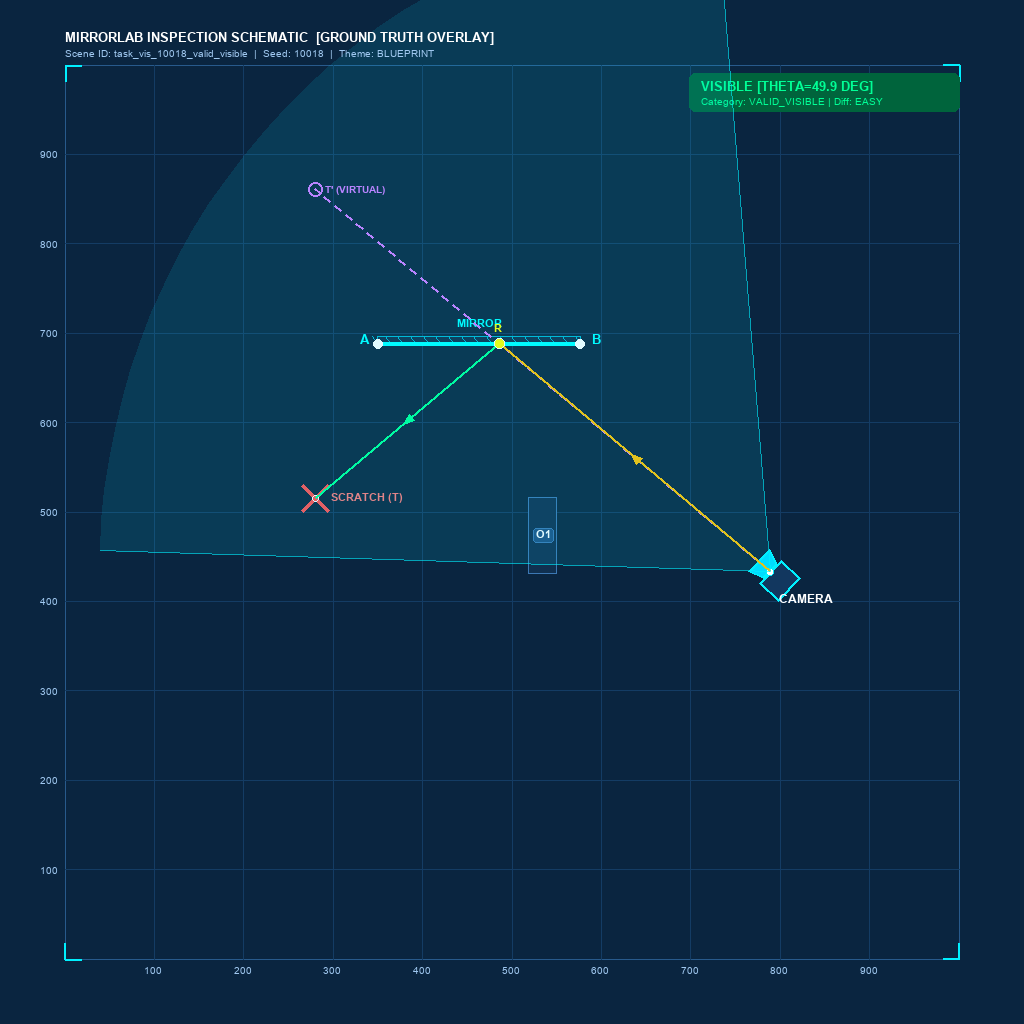 MIRRORLAB INSPECTION SCHEMATIC [GROUND TRUTH OVERLAY]
Scene ID: task_vis_10018_valid_visible | Seed: 10018 | Theme: BLUEPRINT
VISIBLE [THETA=49.9 DEG]
Category: VALID_VISIBLE | Diff: EASY
900
T' (VIRTUAL)
800
MIRROR
R
700
A
B
600
SCRATCH (T)
500
O1
400
CAMERA
300
200
100
100 200 300 400 500 600 700 800 900